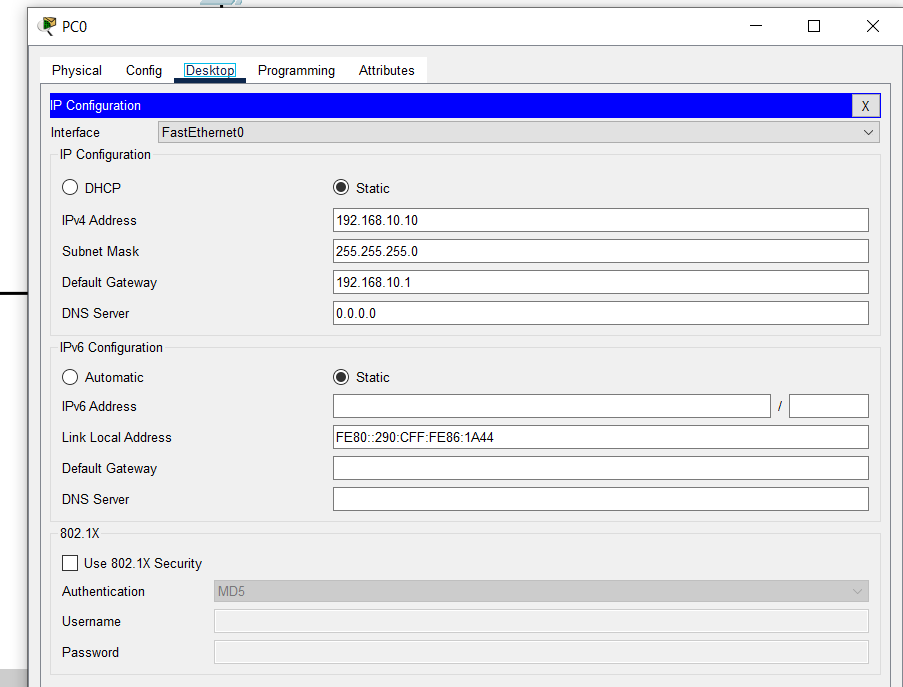 PC0
Physical Config Desktop Programming Attributes
IP Configuration X
Interface FastEthernet0
IP Configuration
DHCP Static
IPv4 Address 192.168.10.10
Subnet Mask 255.255.255.0
Default Gateway 192.168.10.1
DNS Server 0.0.0.0
IPv6 Configuration
Automatic Static
IPv6 Address /
Link Local Address FE80::290:CFF:FE86:1A44
Default Gateway
DNS Server
802.1X
Use 802.1X Security
Authentication MD5
Username
Password